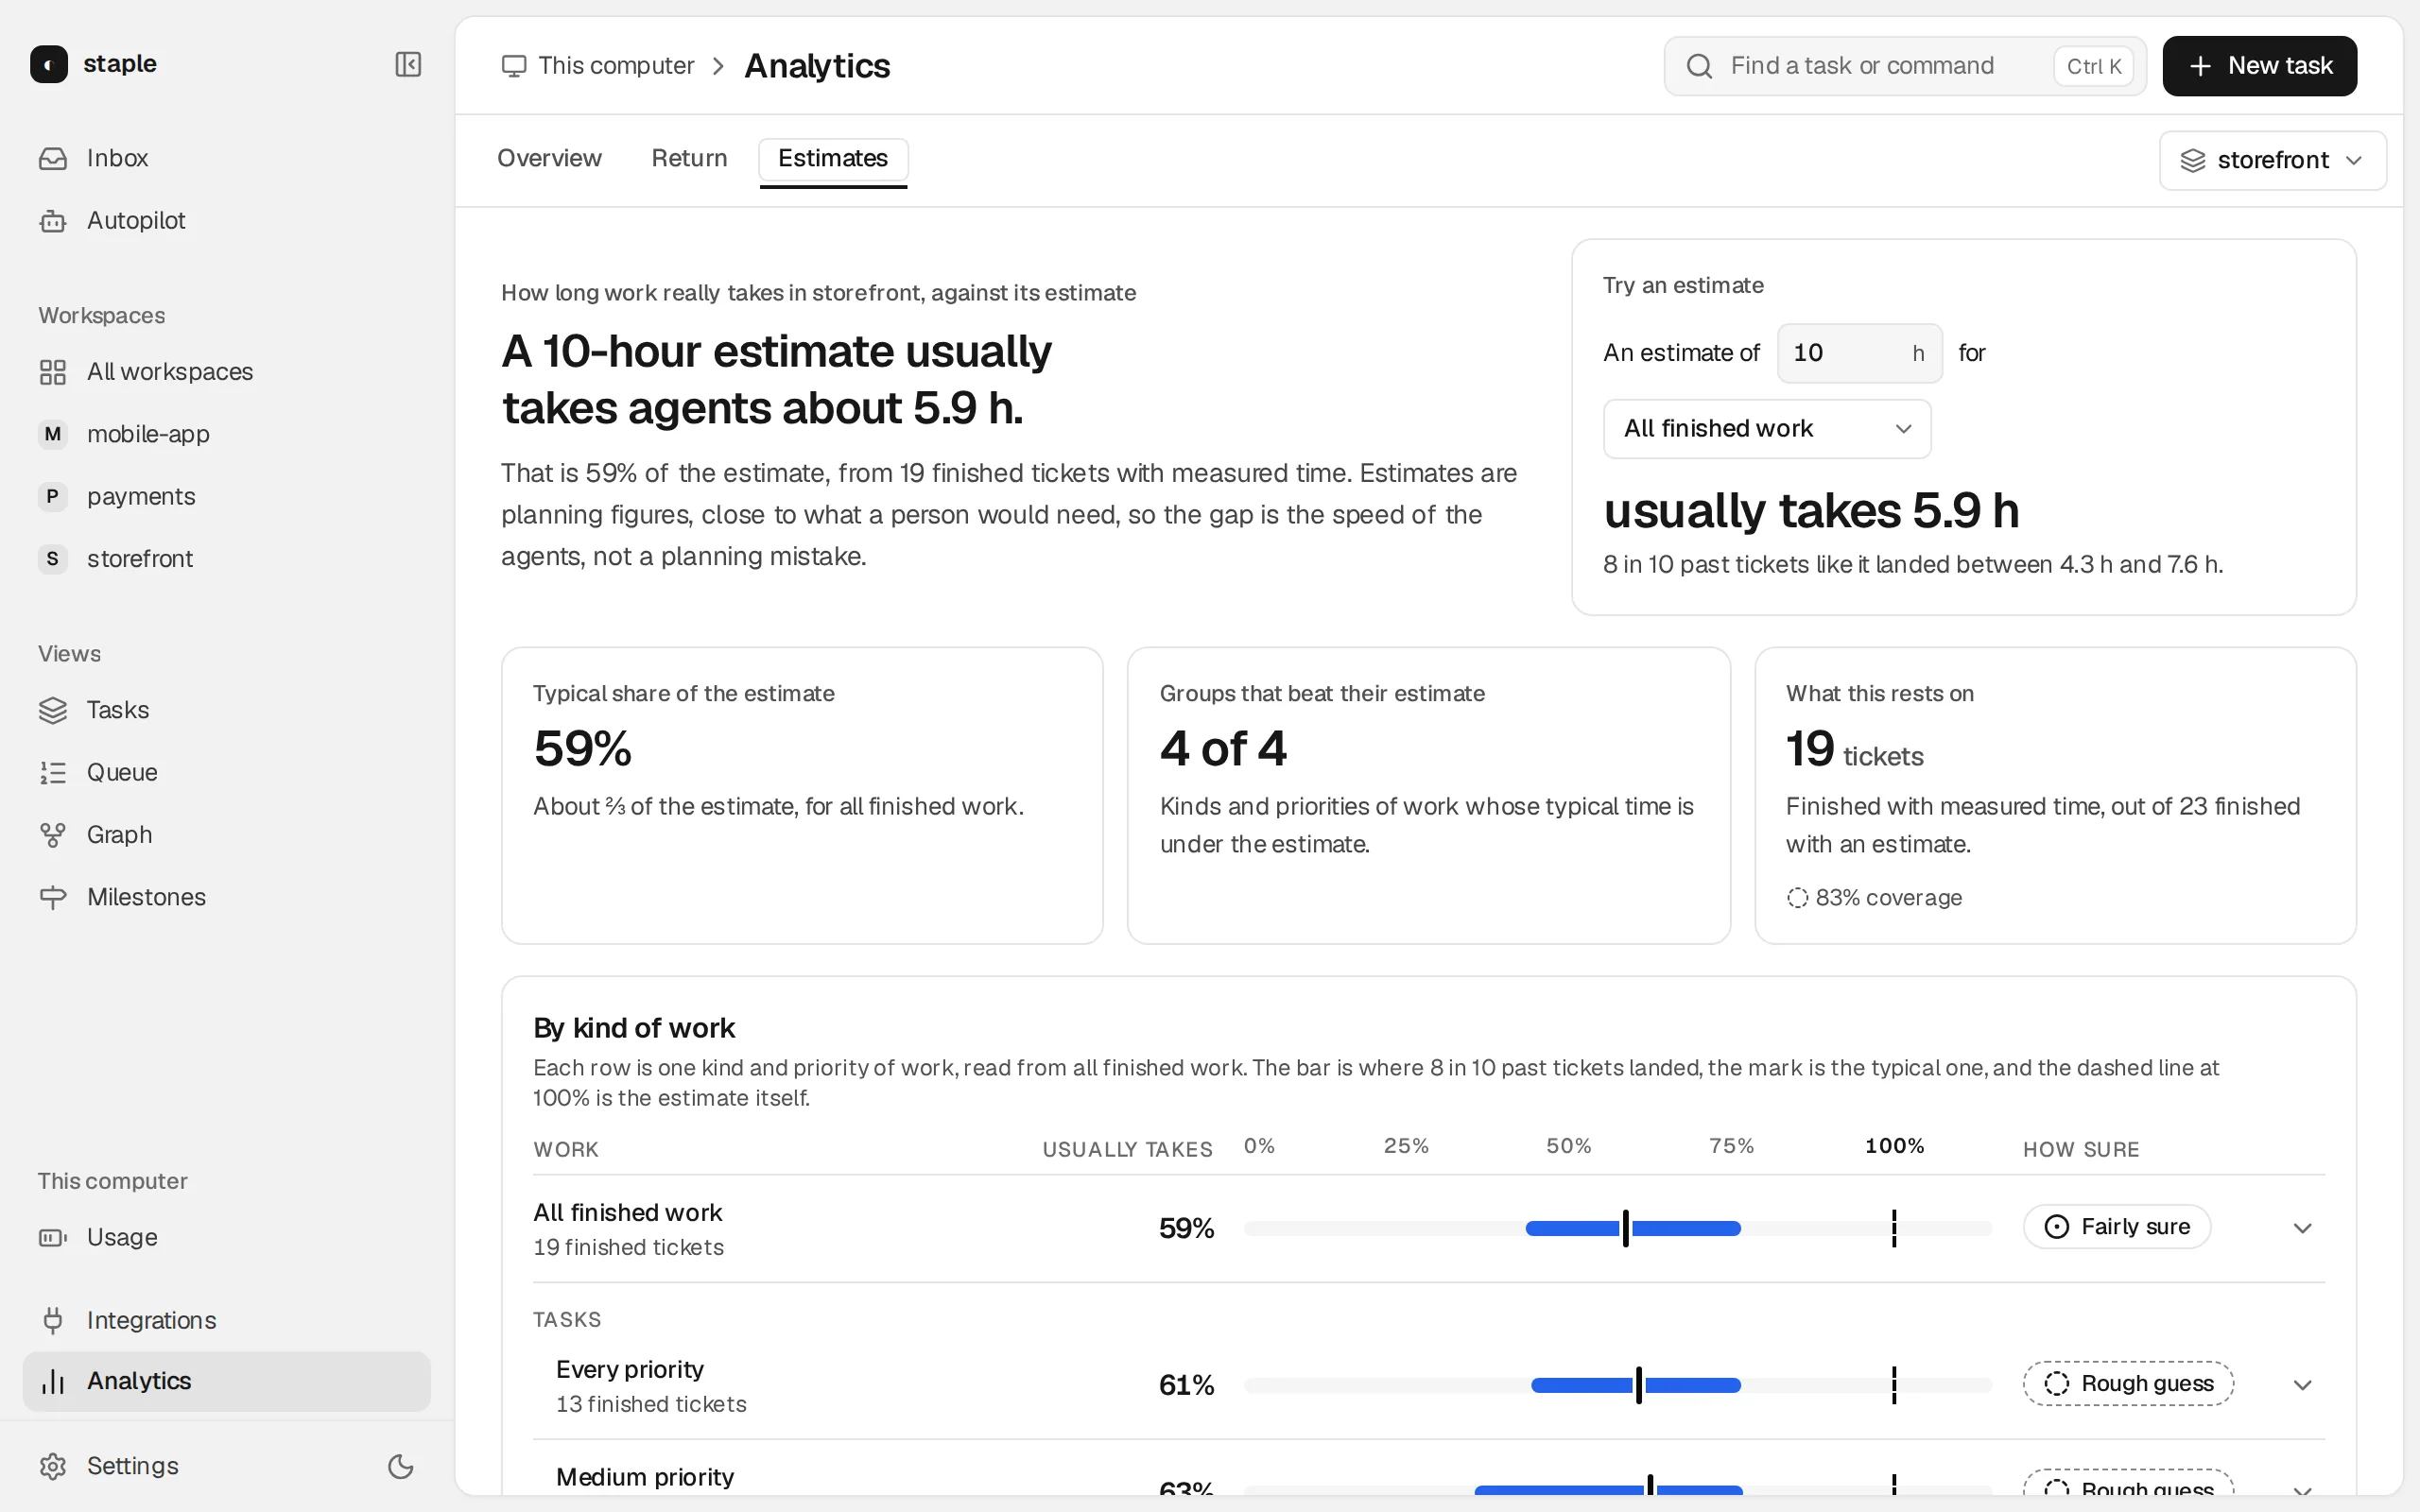 staple
Inbox
Autopilot
Workspaces
All workspaces
M mobile-app
P payments
S storefront
Views
Tasks
Queue
Graph
Milestones
This computer
Usage
Integrations
Analytics
Settings
This computer > Analytics
Find a task or command Ctrl K
+ New task
Overview Return Estimates
storefront
How long work really takes in storefront, against its estimate
A 10-hour estimate usually
takes agents about 5.9 h.
That is 59% of the estimate, from 19 finished tickets with measured time. Estimates are
planning figures, close to what a person would need, so the gap is the speed of the
agents, not a planning mistake.
Try an estimate
An estimate of 10 h for
All finished work
usually takes 5.9 h
8 in 10 past tickets like it landed between 4.3 h and 7.6 h.
Typical share of the estimate
59%
About ⅔ of the estimate, for all finished work.
Groups that beat their estimate
4 of 4
Kinds and priorities of work whose typical time is
under the estimate.
What this rests on
19 tickets
Finished with measured time, out of 23 finished
with an estimate.
83% coverage
By kind of work
Each row is one kind and priority of work, read from all finished work. The bar is where 8 in 10 past tickets landed, the mark is the typical one, and the dashed line at
100% is the estimate itself.
WORK USUALLY TAKES 0% 25% 50% 75% 100% HOW SURE
All finished work
19 finished tickets
59%
Fairly sure
TASKS
Every priority
13 finished tickets
61%
Rough guess
Medium priority
63%
Rough guess